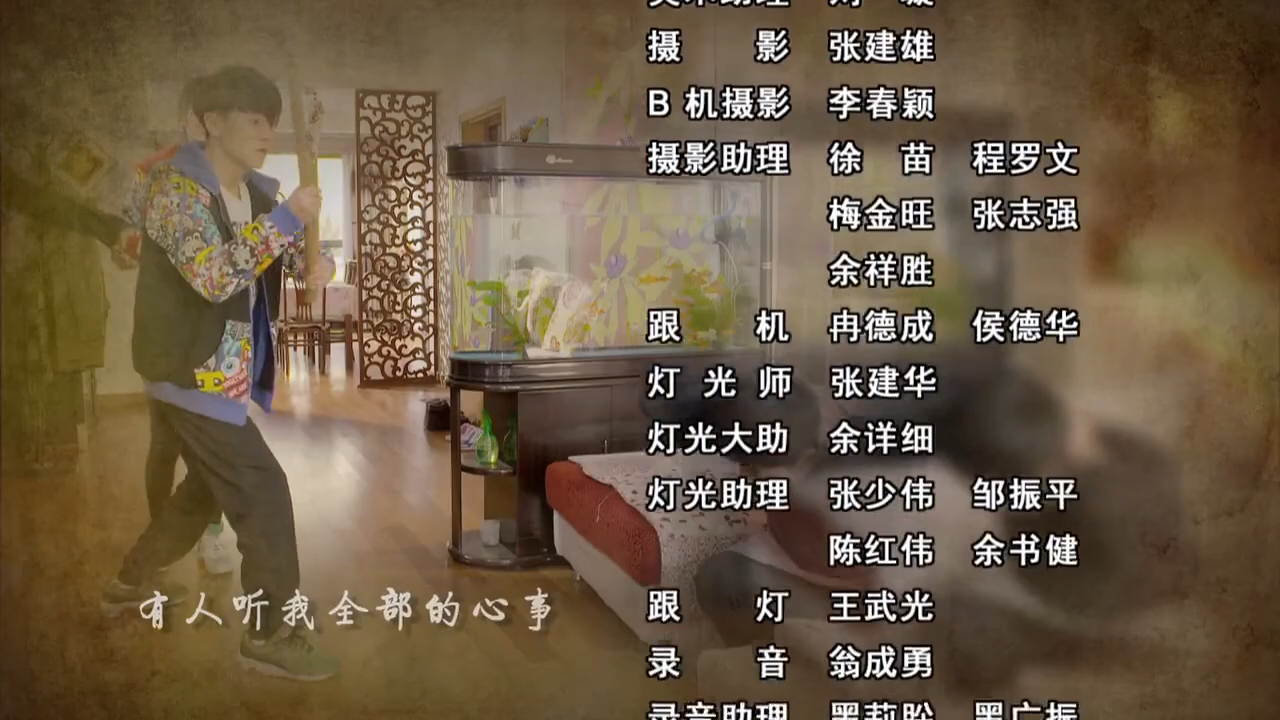 摄影 张建雄
B 机摄影 李春颖
摄影助理 徐苗 程罗文
梅金旺 张志强
余祥胜
跟机 冉德成 侯德华
灯光师 张建华
灯光大助 余详细
灯光助理 张少伟 邹振平
陈红伟 余书健
跟灯 王武光
录音 翁成勇
录音助理
有人听我全部的心事